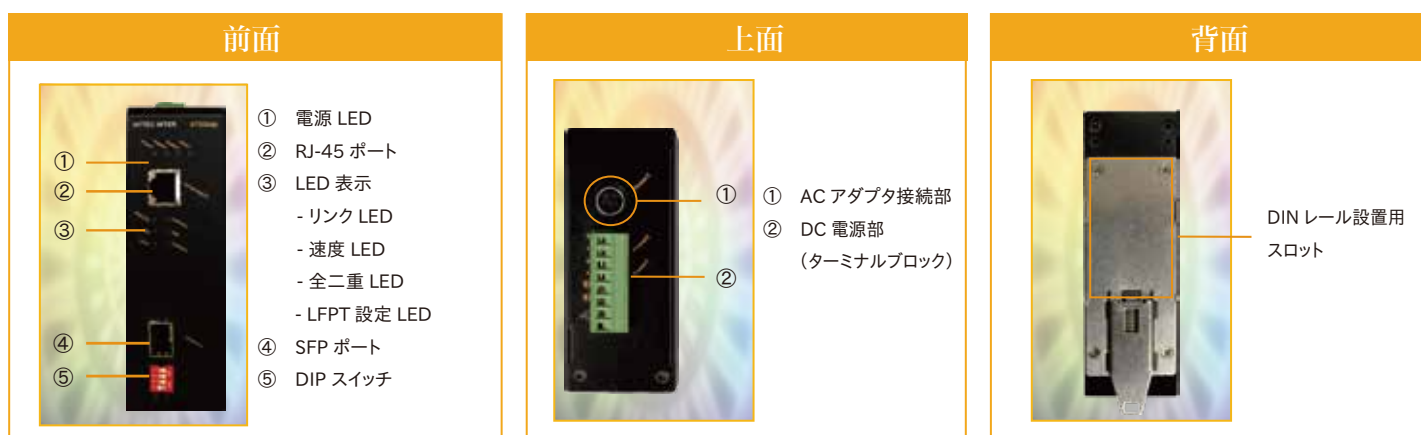 前面
①
②
③
④
⑤
① 電源 LED
② RJ-45 ポート
③ LED 表示
- リンク LED
- 速度 LED
- 全二重 LED
- LFPT 設定 LED
④ SFP ポート
⑤ DIP スイッチ
上面
①
②
① AC アダプタ接続部
② DC 電源部
（ターミナルブロック）
背面
DIN レール設置用
スロット